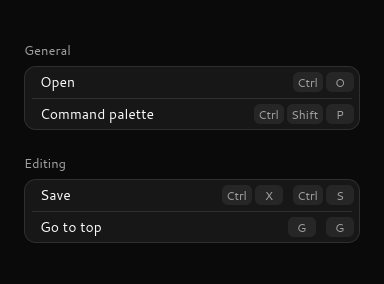 General
Open Ctrl O
Command palette Ctrl Shift P
Editing
Save Ctrl X Ctrl S
Go to top G G